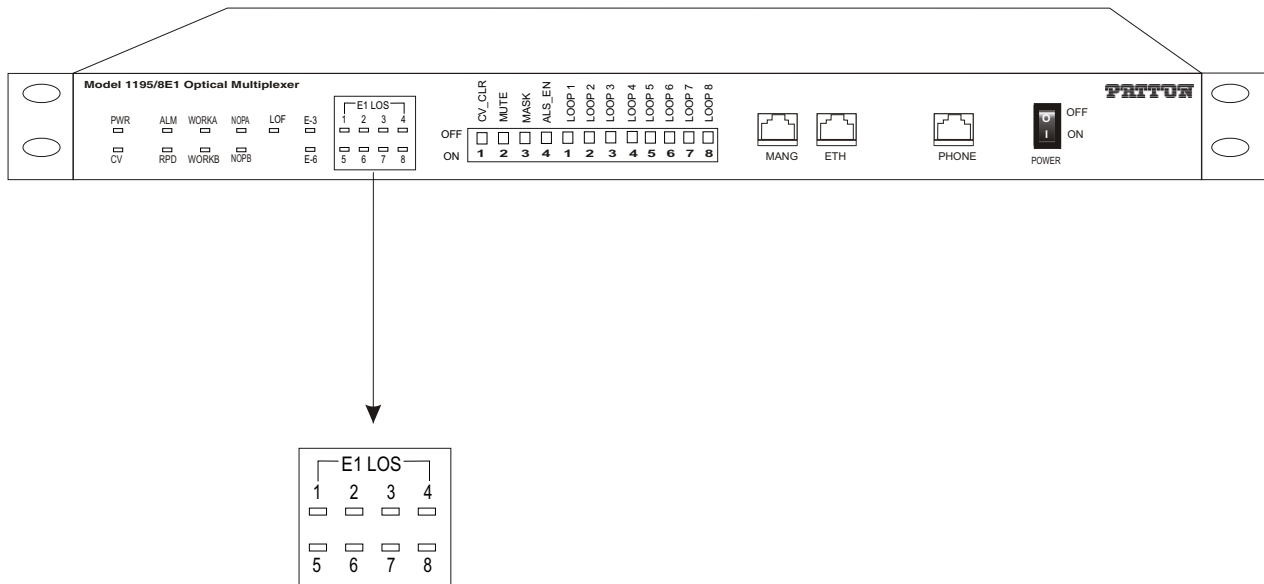 Model 1195/8E1 Optical Multiplexer
PATTON
PWR ALM WORKA NOPA LOF E-3
CV RPD WORKB NOPB E-6
E1 LOS
1 2 3 4
5 6 7 8
CV_CLR MUTE MASK ALS_EN LOOP 1 LOOP 2 LOOP 3 LOOP 4 LOOP 5 LOOP 6 LOOP 7 LOOP 8
OFF
ON 1 2 3 4 1 2 3 4 5 6 7 8
MANG ETH PHONE
O OFF
I ON
POWER
E1 LOS
1 2 3 4
5 6 7 8